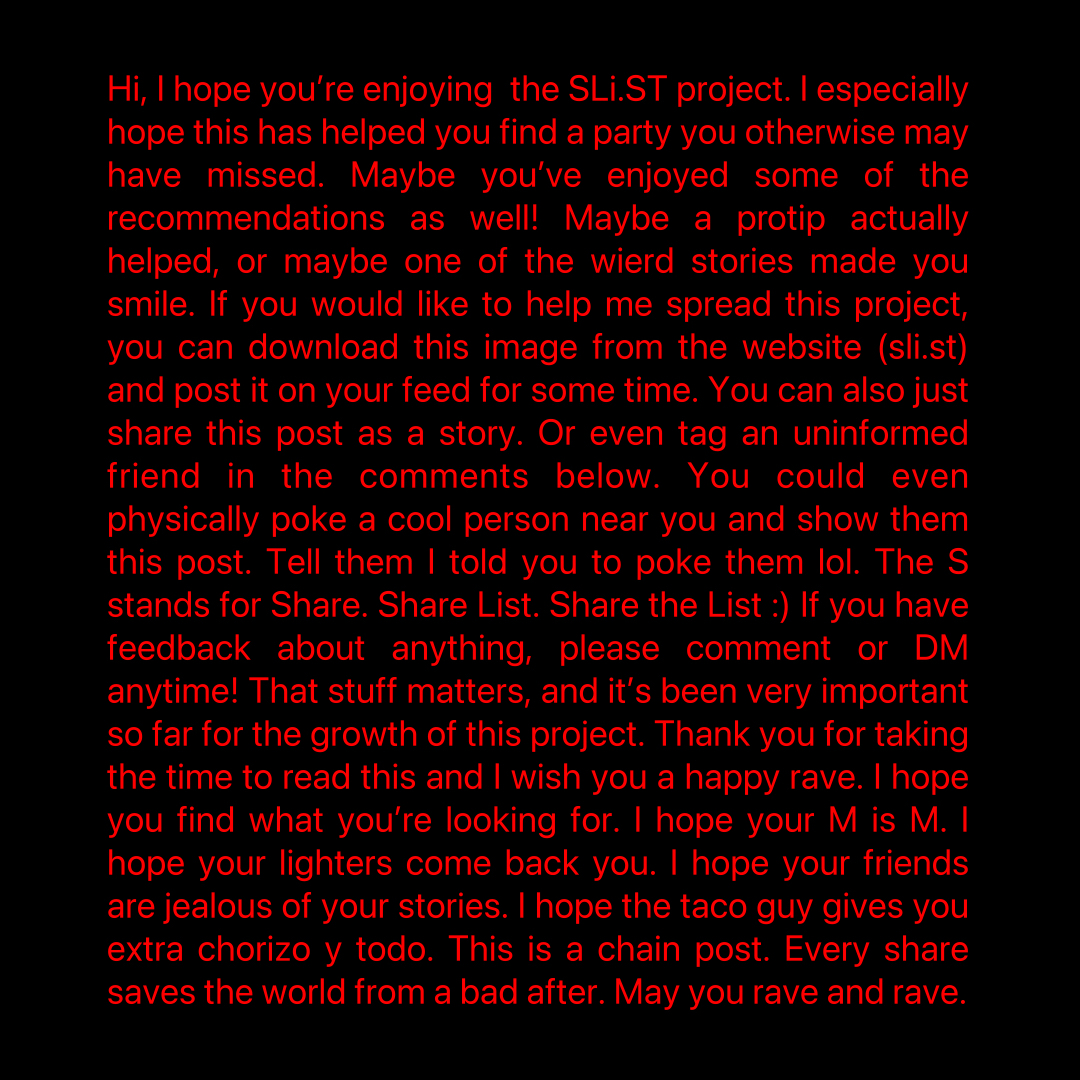 Hi, I hope you’re enjoying  the SLi.ST project. I especially
hope this has helped you find a party you otherwise may
have missed. Maybe you’ve enjoyed some of the
recommendations as well! Maybe a protip actually
helped, or maybe one of the wierd stories made you
smile. If you would like to help me spread this project,
you can download this image from the website (sli.st)
and post it on your feed for some time. You can also just
share this post as a story. Or even tag an uninformed
friend in the comments below. You could even
physically poke a cool person near you and show them
this post. Tell them I told you to poke them lol. The S
stands for Share. Share List. Share the List :) If you have
feedback about anything, please comment or DM
anytime! That stuff matters, and it’s been very important
so far for the growth of this project. Thank you for taking
the time to read this and I wish you a happy rave. I hope
you find what you’re looking for. I hope your M is M. I
hope your lighters come back you. I hope your friends
are jealous of your stories. I hope the taco guy gives you
extra chorizo y todo. This is a chain post. Every share
saves the world from a bad after. May you rave and rave.